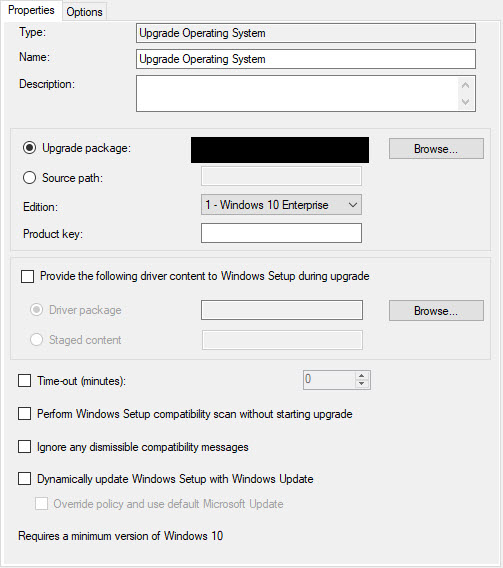 Properties
Options
Type: Upgrade Operating System
Name: Upgrade Operating System
Description:
Upgrade package: Browse...
Source path:
Edition: 1 - Windows 10 Enterprise
Product key:
Provide the following driver content to Windows Setup during upgrade
Driver package Browse...
Staged content
Time-out (minutes): 0
Perform Windows Setup compatibility scan without starting upgrade
Ignore any dismissible compatibility messages
Dynamically update Windows Setup with Windows Update
Override policy and use default Microsoft Update
Requires a minimum version of Windows 10